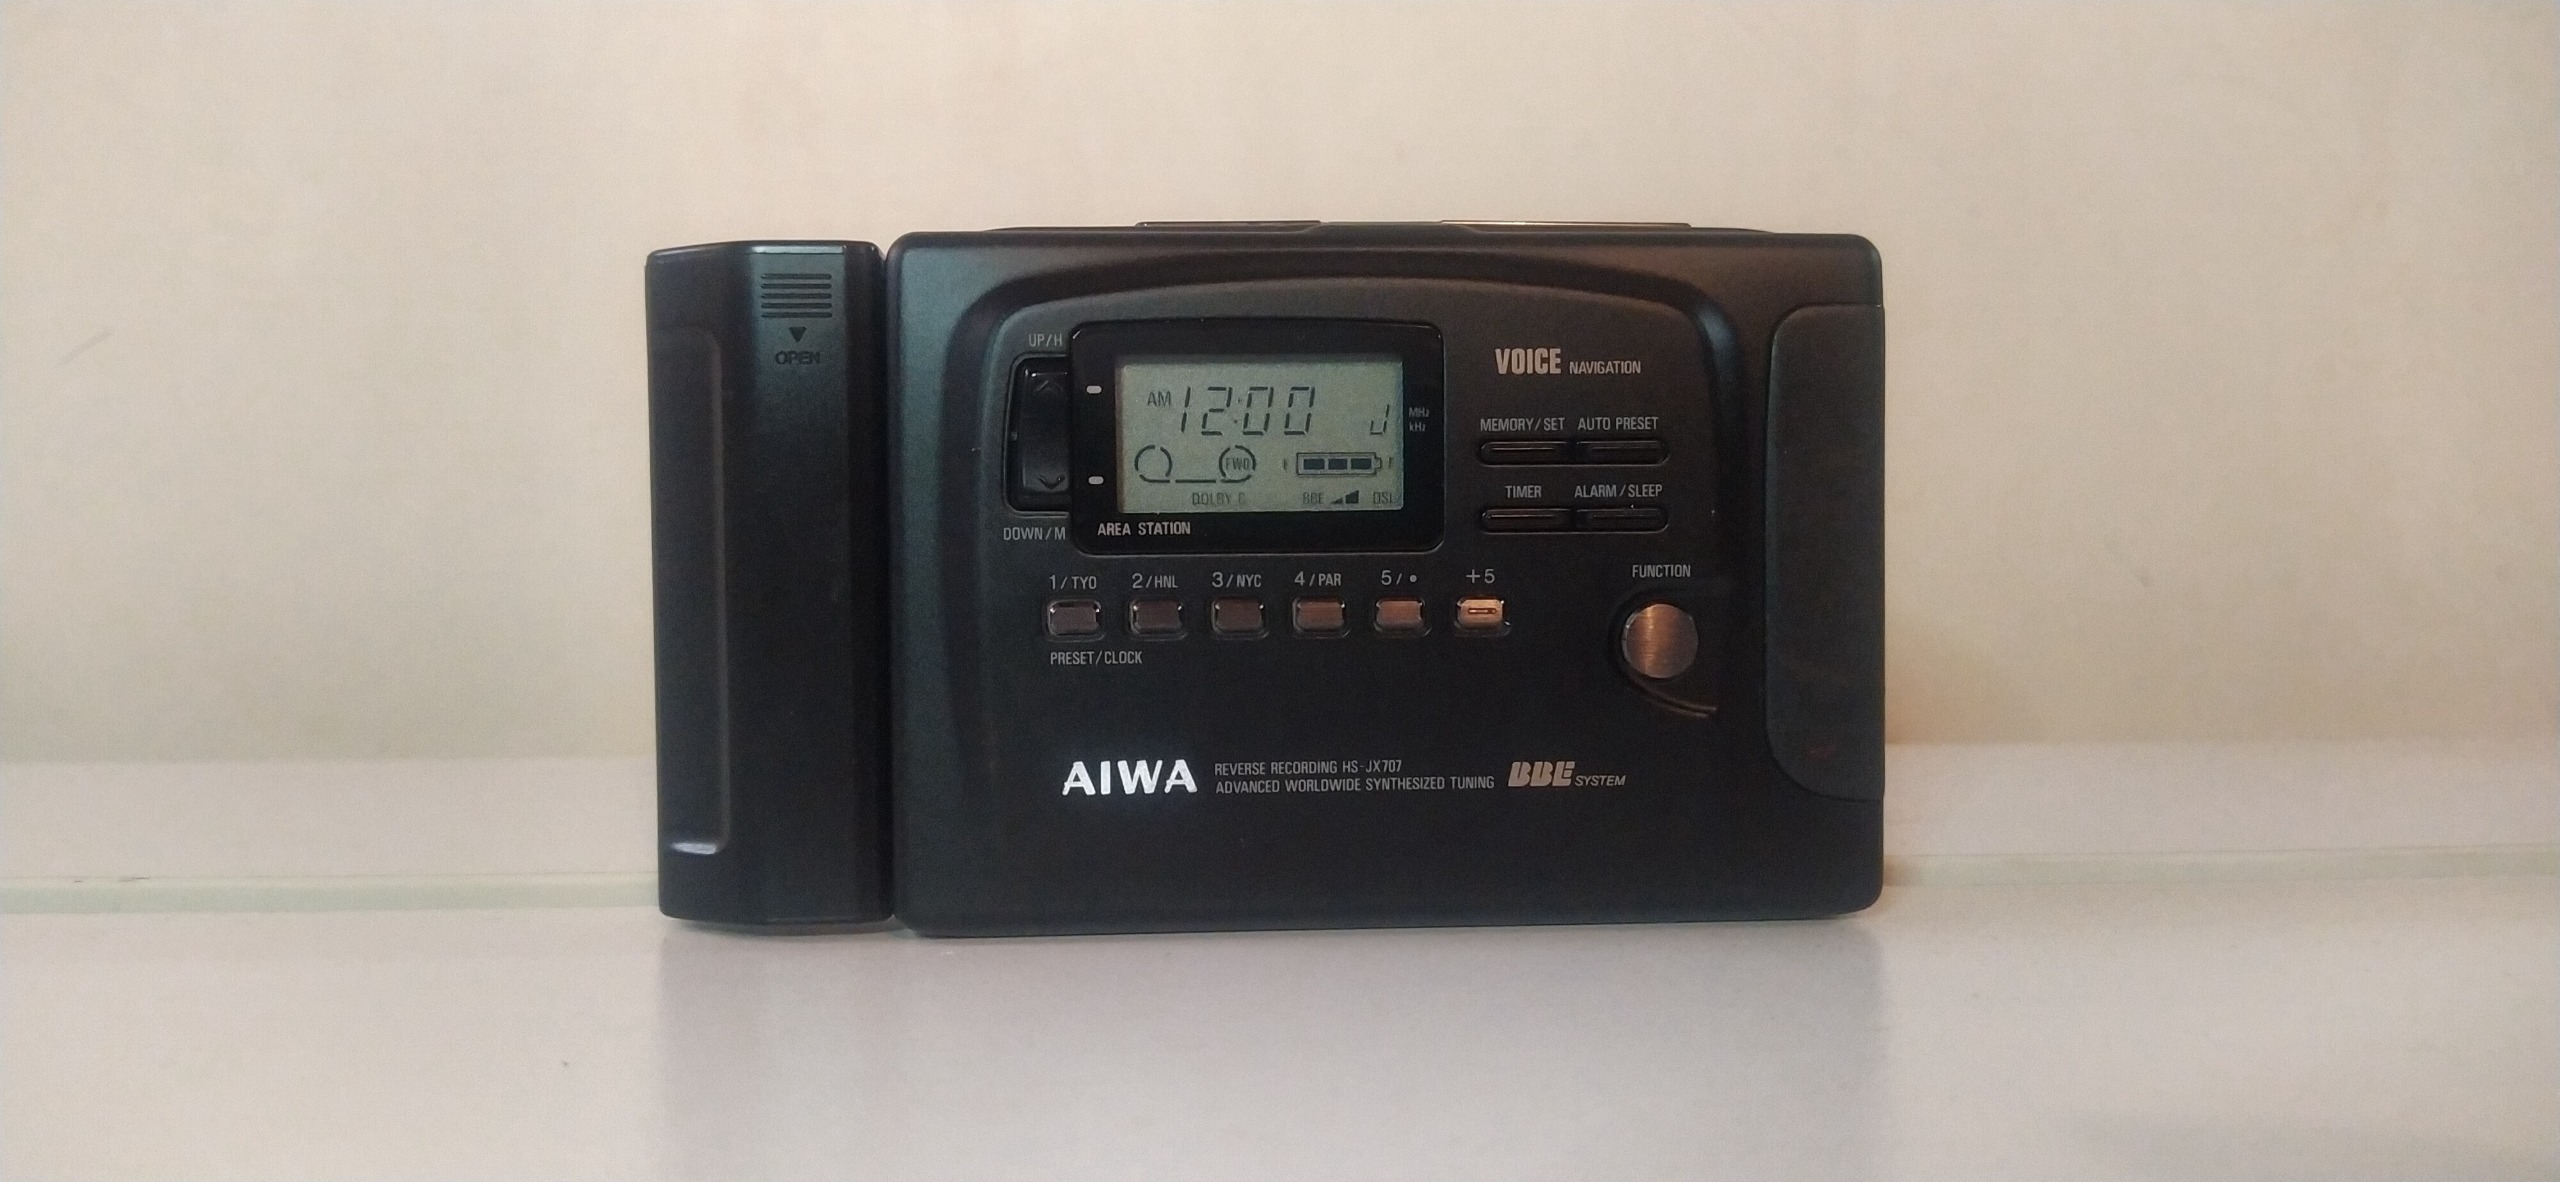 OPEN
UP/H
DOWN/M
AM 12:00 J
MHz
kHz
FWD
E F
DOLBY C BBE DSL
AREA STATION
VOICE NAVIGATION
MEMORY/SET AUTO PRESET
TIMER ALARM/SLEEP
FUNCTION
1/TYO 2/HNL 3/NYC 4/PAR 5/• +5
PRESET/CLOCK
AIWA REVERSE RECORDING HS-JX707
ADVANCED WORLDWIDE SYNTHESIZED TUNING BBE SYSTEM